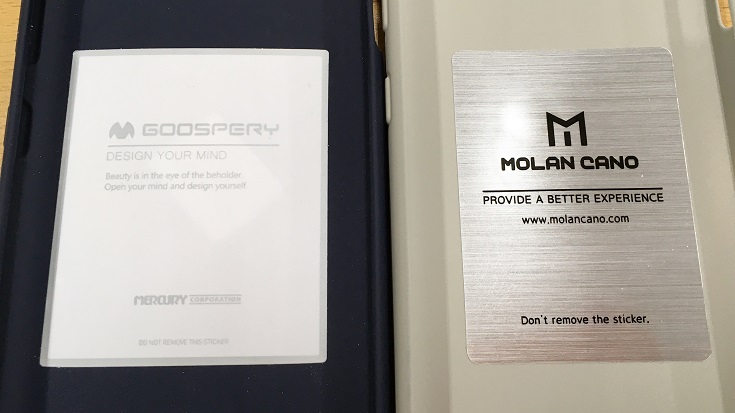 GOOSPERY
DESIGN YOUR MIND
Beauty is in the eye of the beholder.
Open your mind and design yourself.
MERCURY CORPORATION
DO NOT REMOVE THIS STICKER
MOLAN CANO
PROVIDE A BETTER EXPERIENCE
www.molancano.com
Don't remove the sticker.